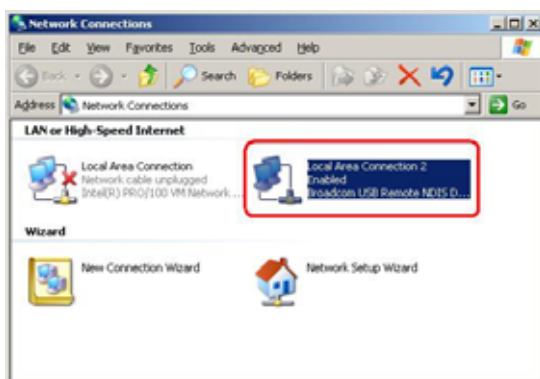 Network Connections
File Edit View Favorites Tools Advanced Help
Back Search Folders
Address Network Connections Go
LAN or High-Speed Internet
Local Area Connection
Network cable unplugged
Intel(R) PRO/100 VM Network ...
Local Area Connection 2
Enabled
Broadcom USB Remote NDIS D...
Wizard
New Connection Wizard
Network Setup Wizard